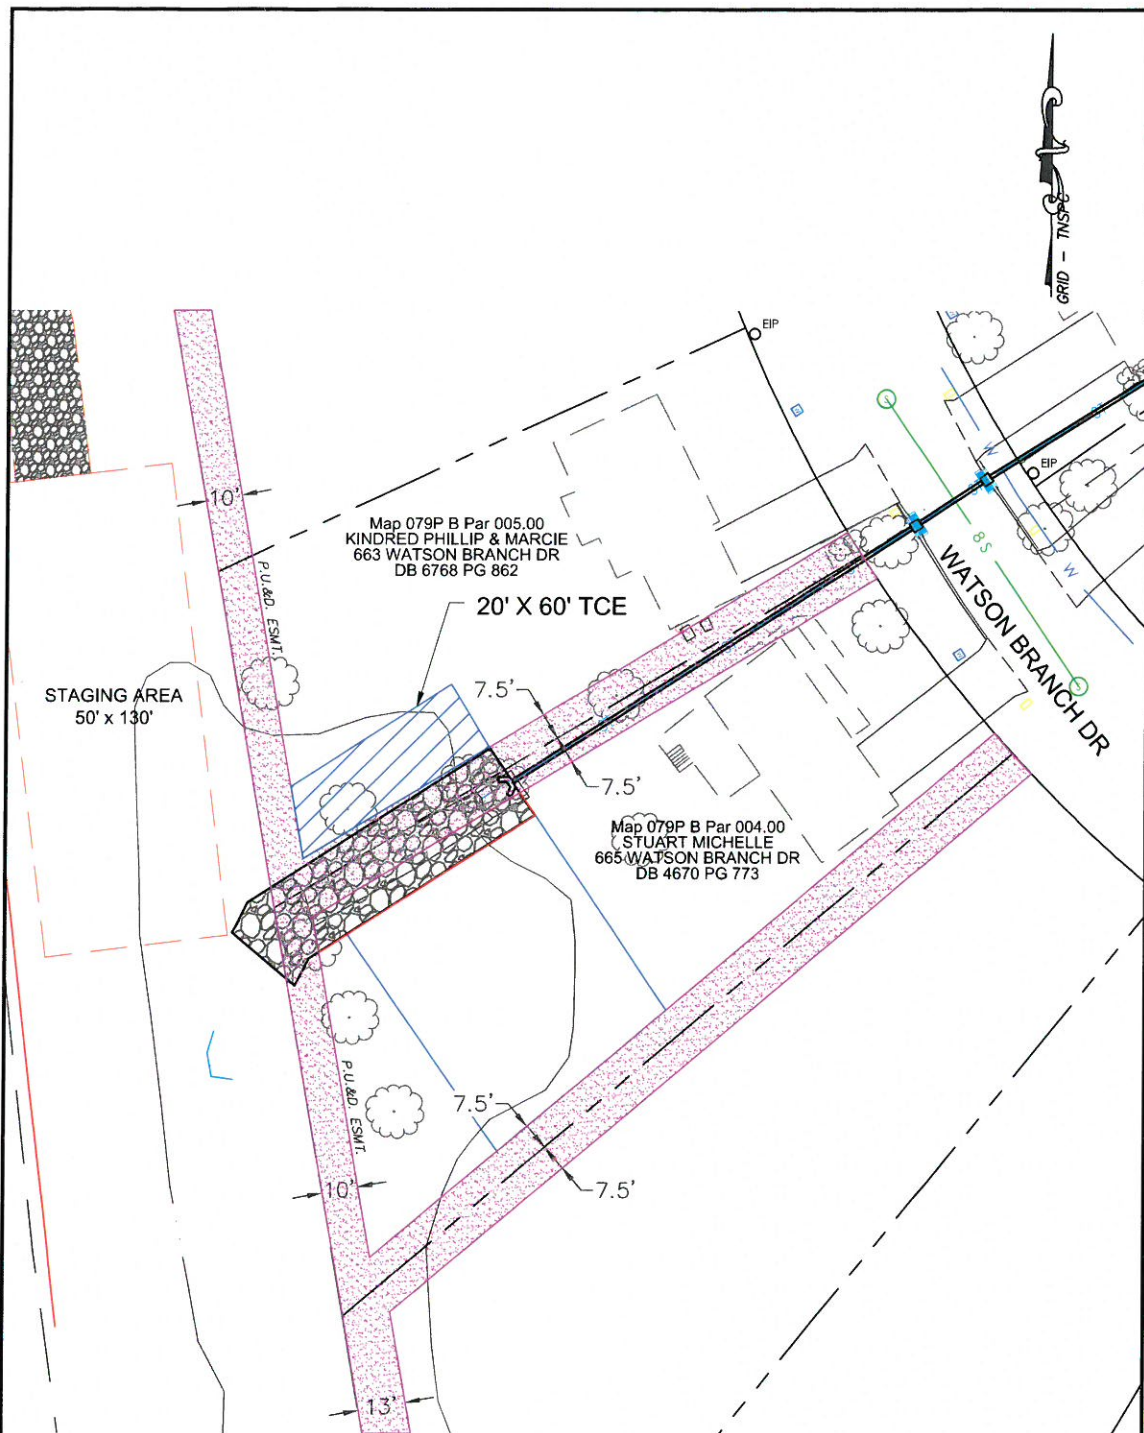 GRID - TNSPC
EIP
EIP
10'
Map 079P B Par 005.00
KINDRED PHILLIP & MARCIE
663 WATSON BRANCH DR
DB 6768 PG 862
20' X 60' TCE
P.U.&D. ESMT.
W
8S
W
S
S
WATSON BRANCH DR
STAGING AREA
50' x 130'
7.5'
7.5'
Map 079P B Par 004.00
STUART MICHELLE
665 WATSON BRANCH DR
DB 4670 PG 773
P.U.&D. ESMT.
7.5'
7.5'
10'
13'